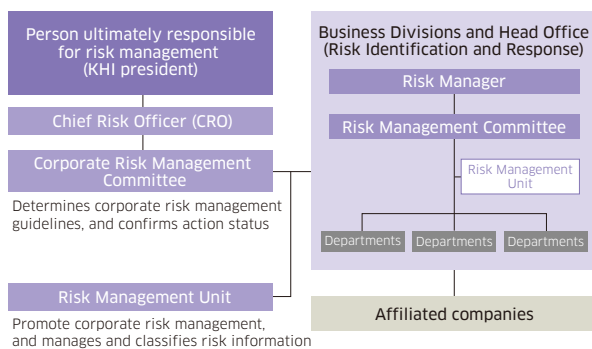 Person ultimately responsible
for risk management
(KHI president)
Chief Risk Officer (CRO)
Corporate Risk Management
Committee
Determines corporate risk management
guidelines, and confirms action status
Risk Management Unit
Promote corporate risk management,
and manages and classifies risk information
Business Divisions and Head Office
(Risk Identification and Response)
Risk Manager
Risk Management Committee
Risk Management
Unit
Departments
Departments
Departments
Affiliated companies